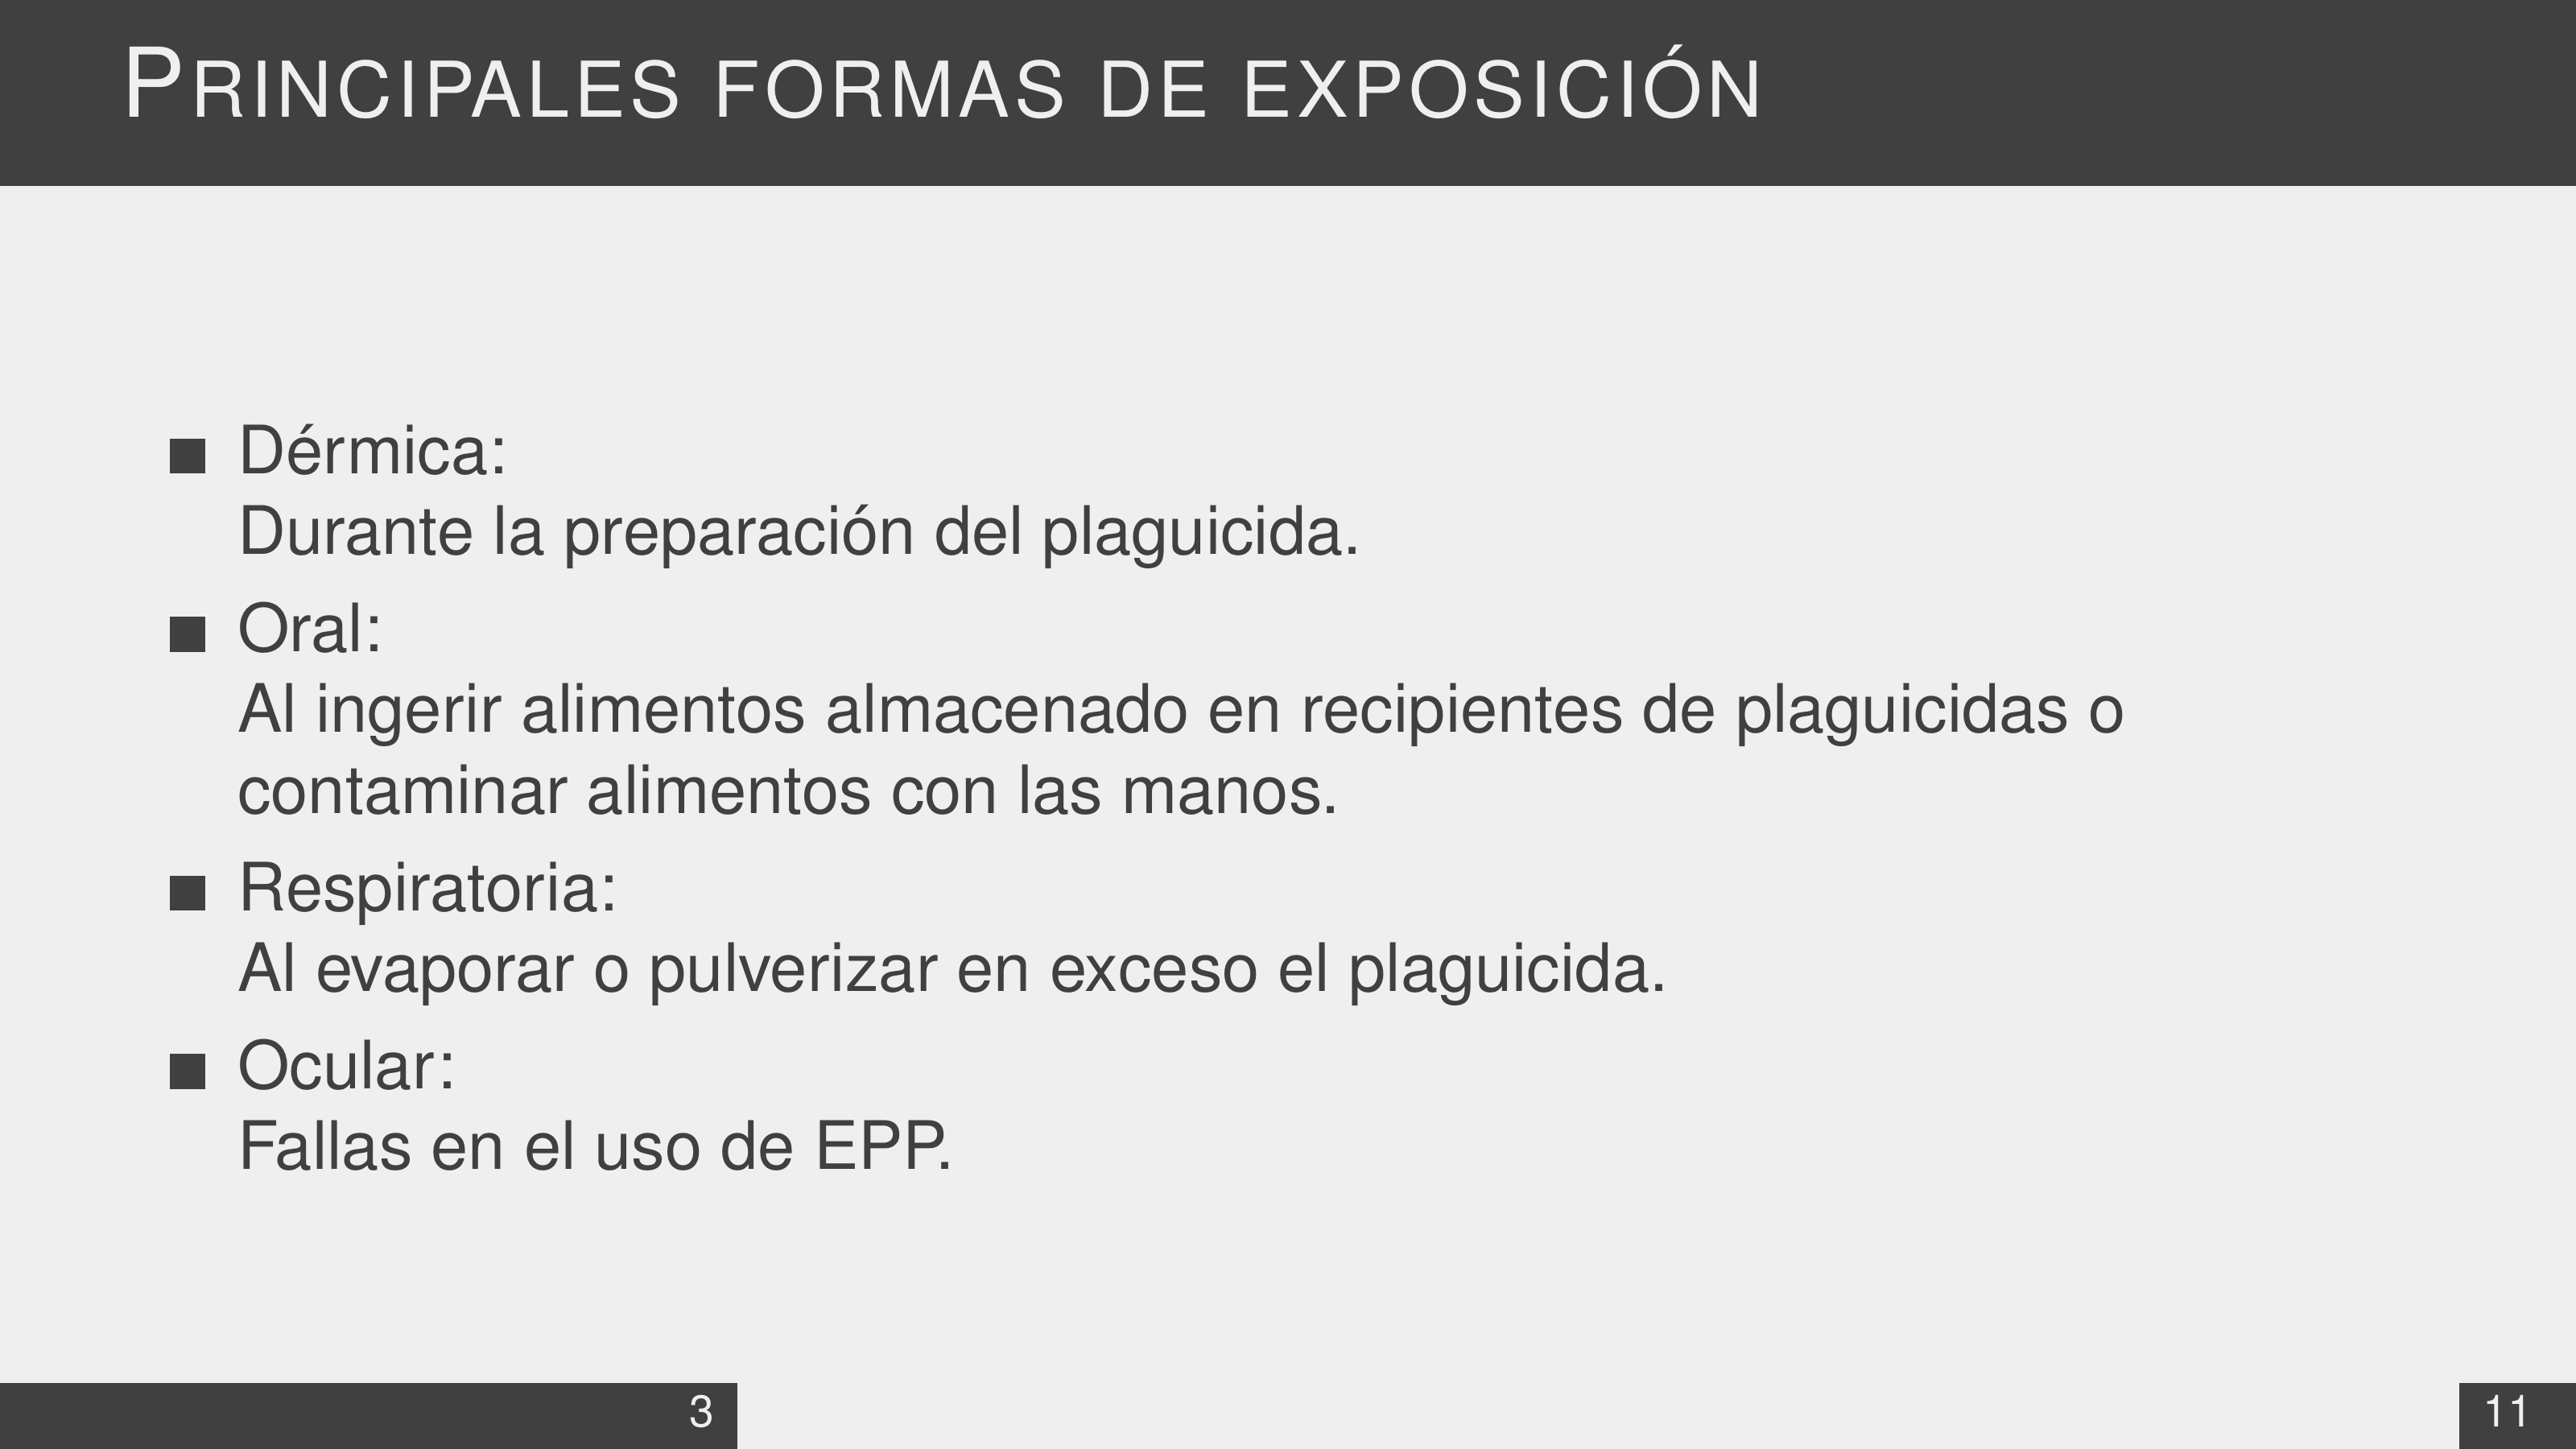 PRINCIPALES FORMAS DE EXPOSICIÓN
Dérmica:
Durante la preparación del plaguicida.
Oral:
Al ingerir alimentos almacenado en recipientes de plaguicidas o
contaminar alimentos con las manos.
Respiratoria:
Al evaporar o pulverizar en exceso el plaguicida.
Ocular:
Fallas en el uso de EPP.
3
11